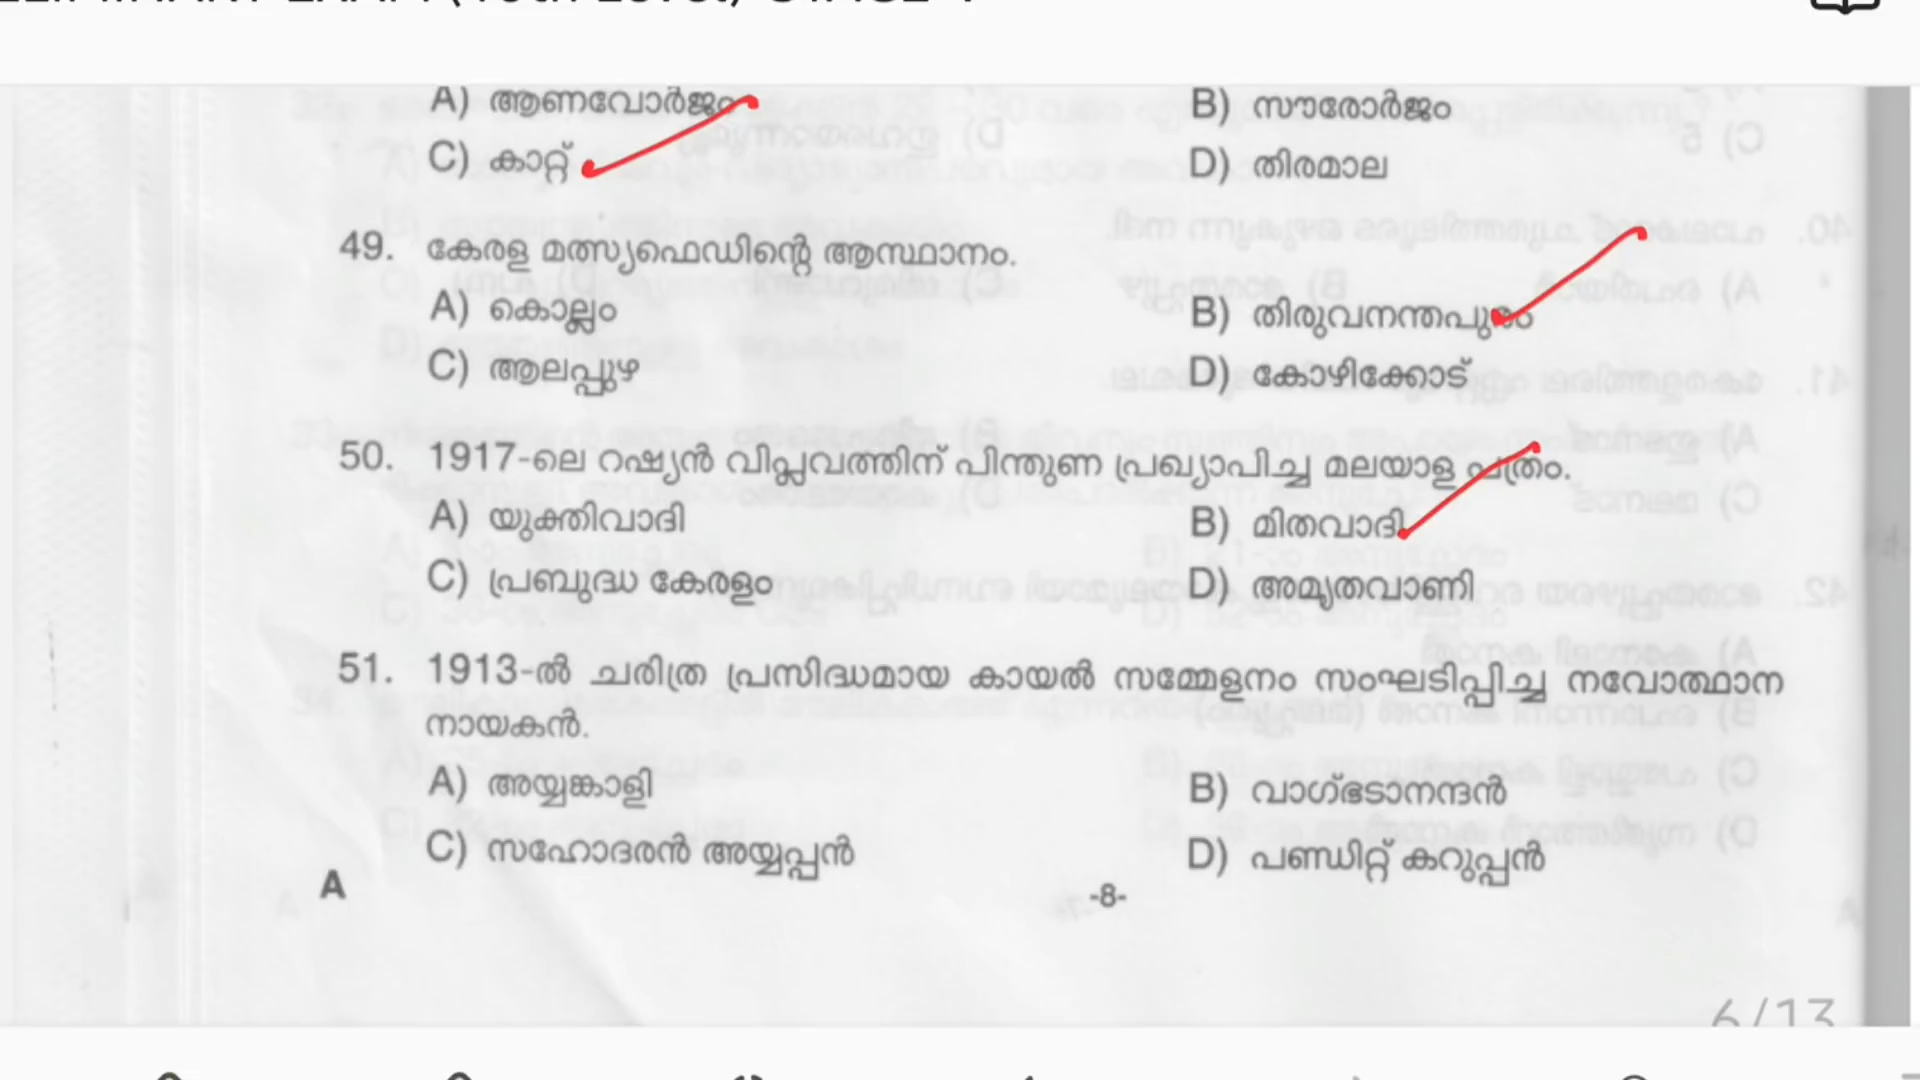 A) ആണവോർജം B) സൗരോർജം
C) കാറ്റ് D) തിരമാല
49. കേരള മത്സ്യഫെഡിന്റെ ആസ്ഥാനം.
A) കൊല്ലം B) തിരുവനന്തപുരം
C) ആലപ്പുഴ D) കോഴിക്കോട്
50. 1917-ലെ റഷ്യൻ വിപ്ലവത്തിന് പിന്തുണ പ്രഖ്യാപിച്ച മലയാള പത്രം.
A) യുക്തിവാദി B) മിതവാദി
C) പ്രബുദ്ധ കേരളം D) അമൃതവാണി
51. 1913-ൽ ചരിത്ര പ്രസിദ്ധമായ കായൽ സമ്മേളനം സംഘടിപ്പിച്ച നവോത്ഥാന
നായകൻ.
A) അയ്യങ്കാളി B) വാഗ്ഭടാനന്ദൻ
C) സഹോദരൻ അയ്യപ്പൻ D) പണ്ഡിറ്റ് കറുപ്പൻ
A -8-
6/13